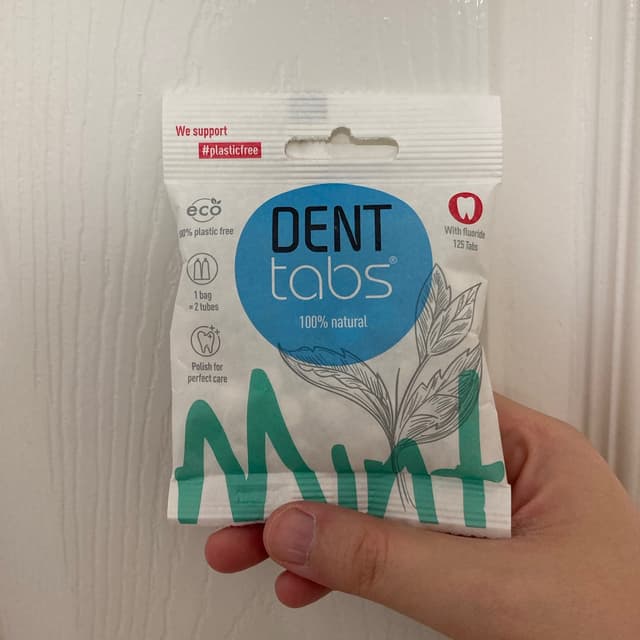 We support
#plasticfree
eco
plastic free
1 bag
= 2 tubes
Polish for
perfect care
DENT
tabs®
100% natural
With fluoride
125 Tabs
Mint